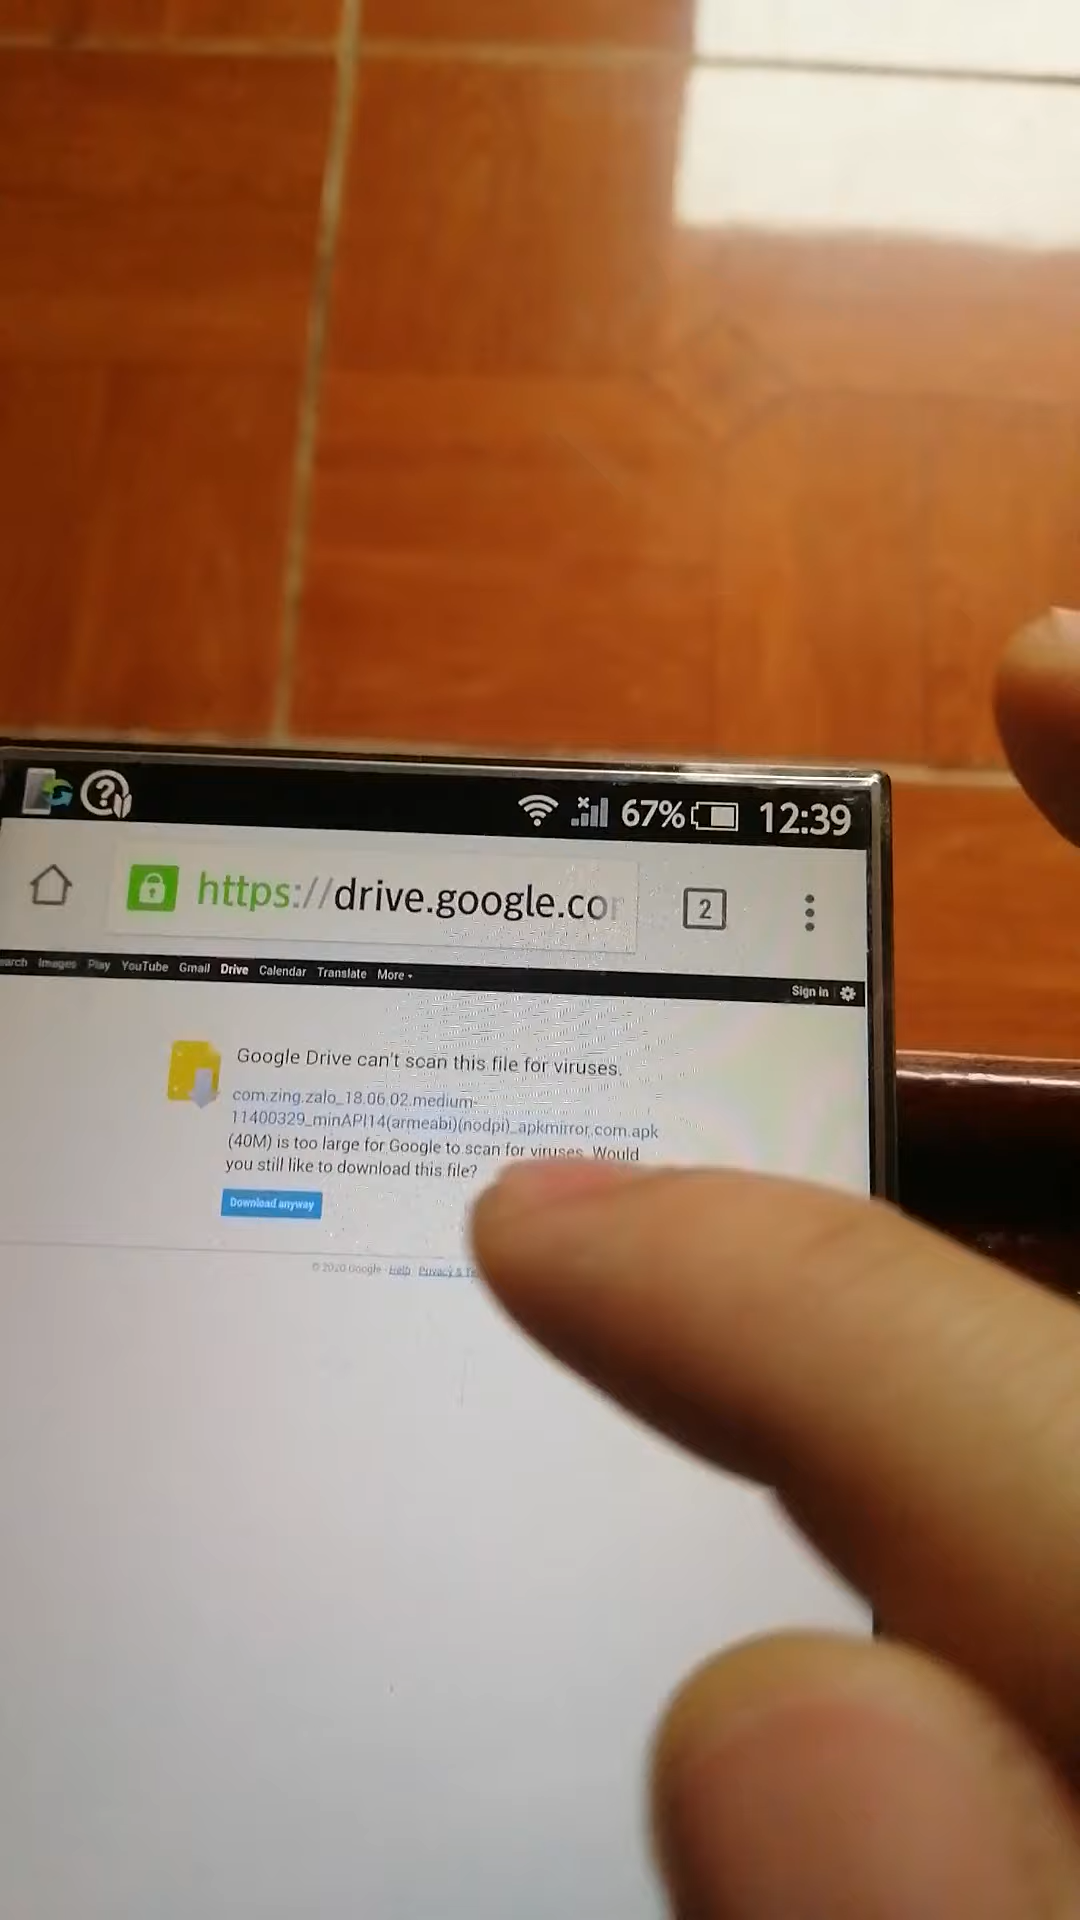 67% 12:39
https://drive.google.co
2
Images Play YouTube Gmail Drive Calendar Translate More
Sign in
Google Drive can't scan this file for viruses.
com.zing.zalo_18.06.02.medium-
11400329_minAPI14(armeabi)(nodpi)_apkmirror.com.apk
(40M) is too large for Google to scan for viruses. Would
you still like to download this file?
Download anyway
© 2020 Google - Help Privacy &